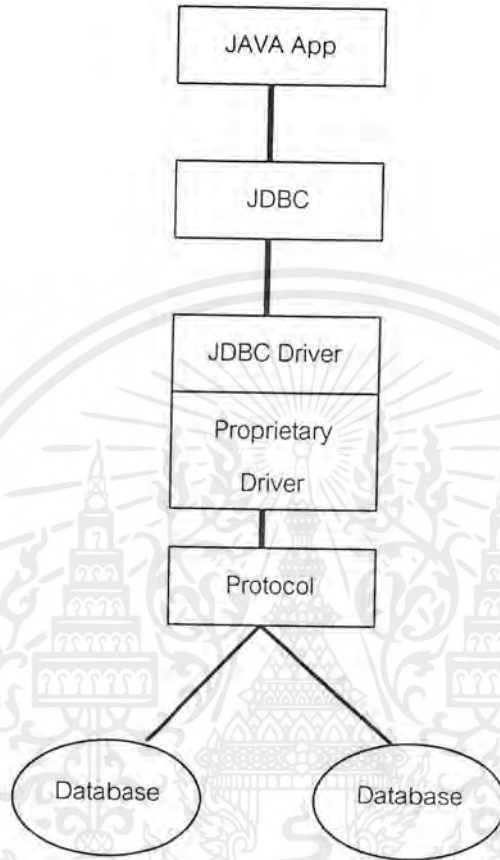 JAVA App
JDBC
JDBC Driver
Proprietary
Driver
Protocol
Database
Database